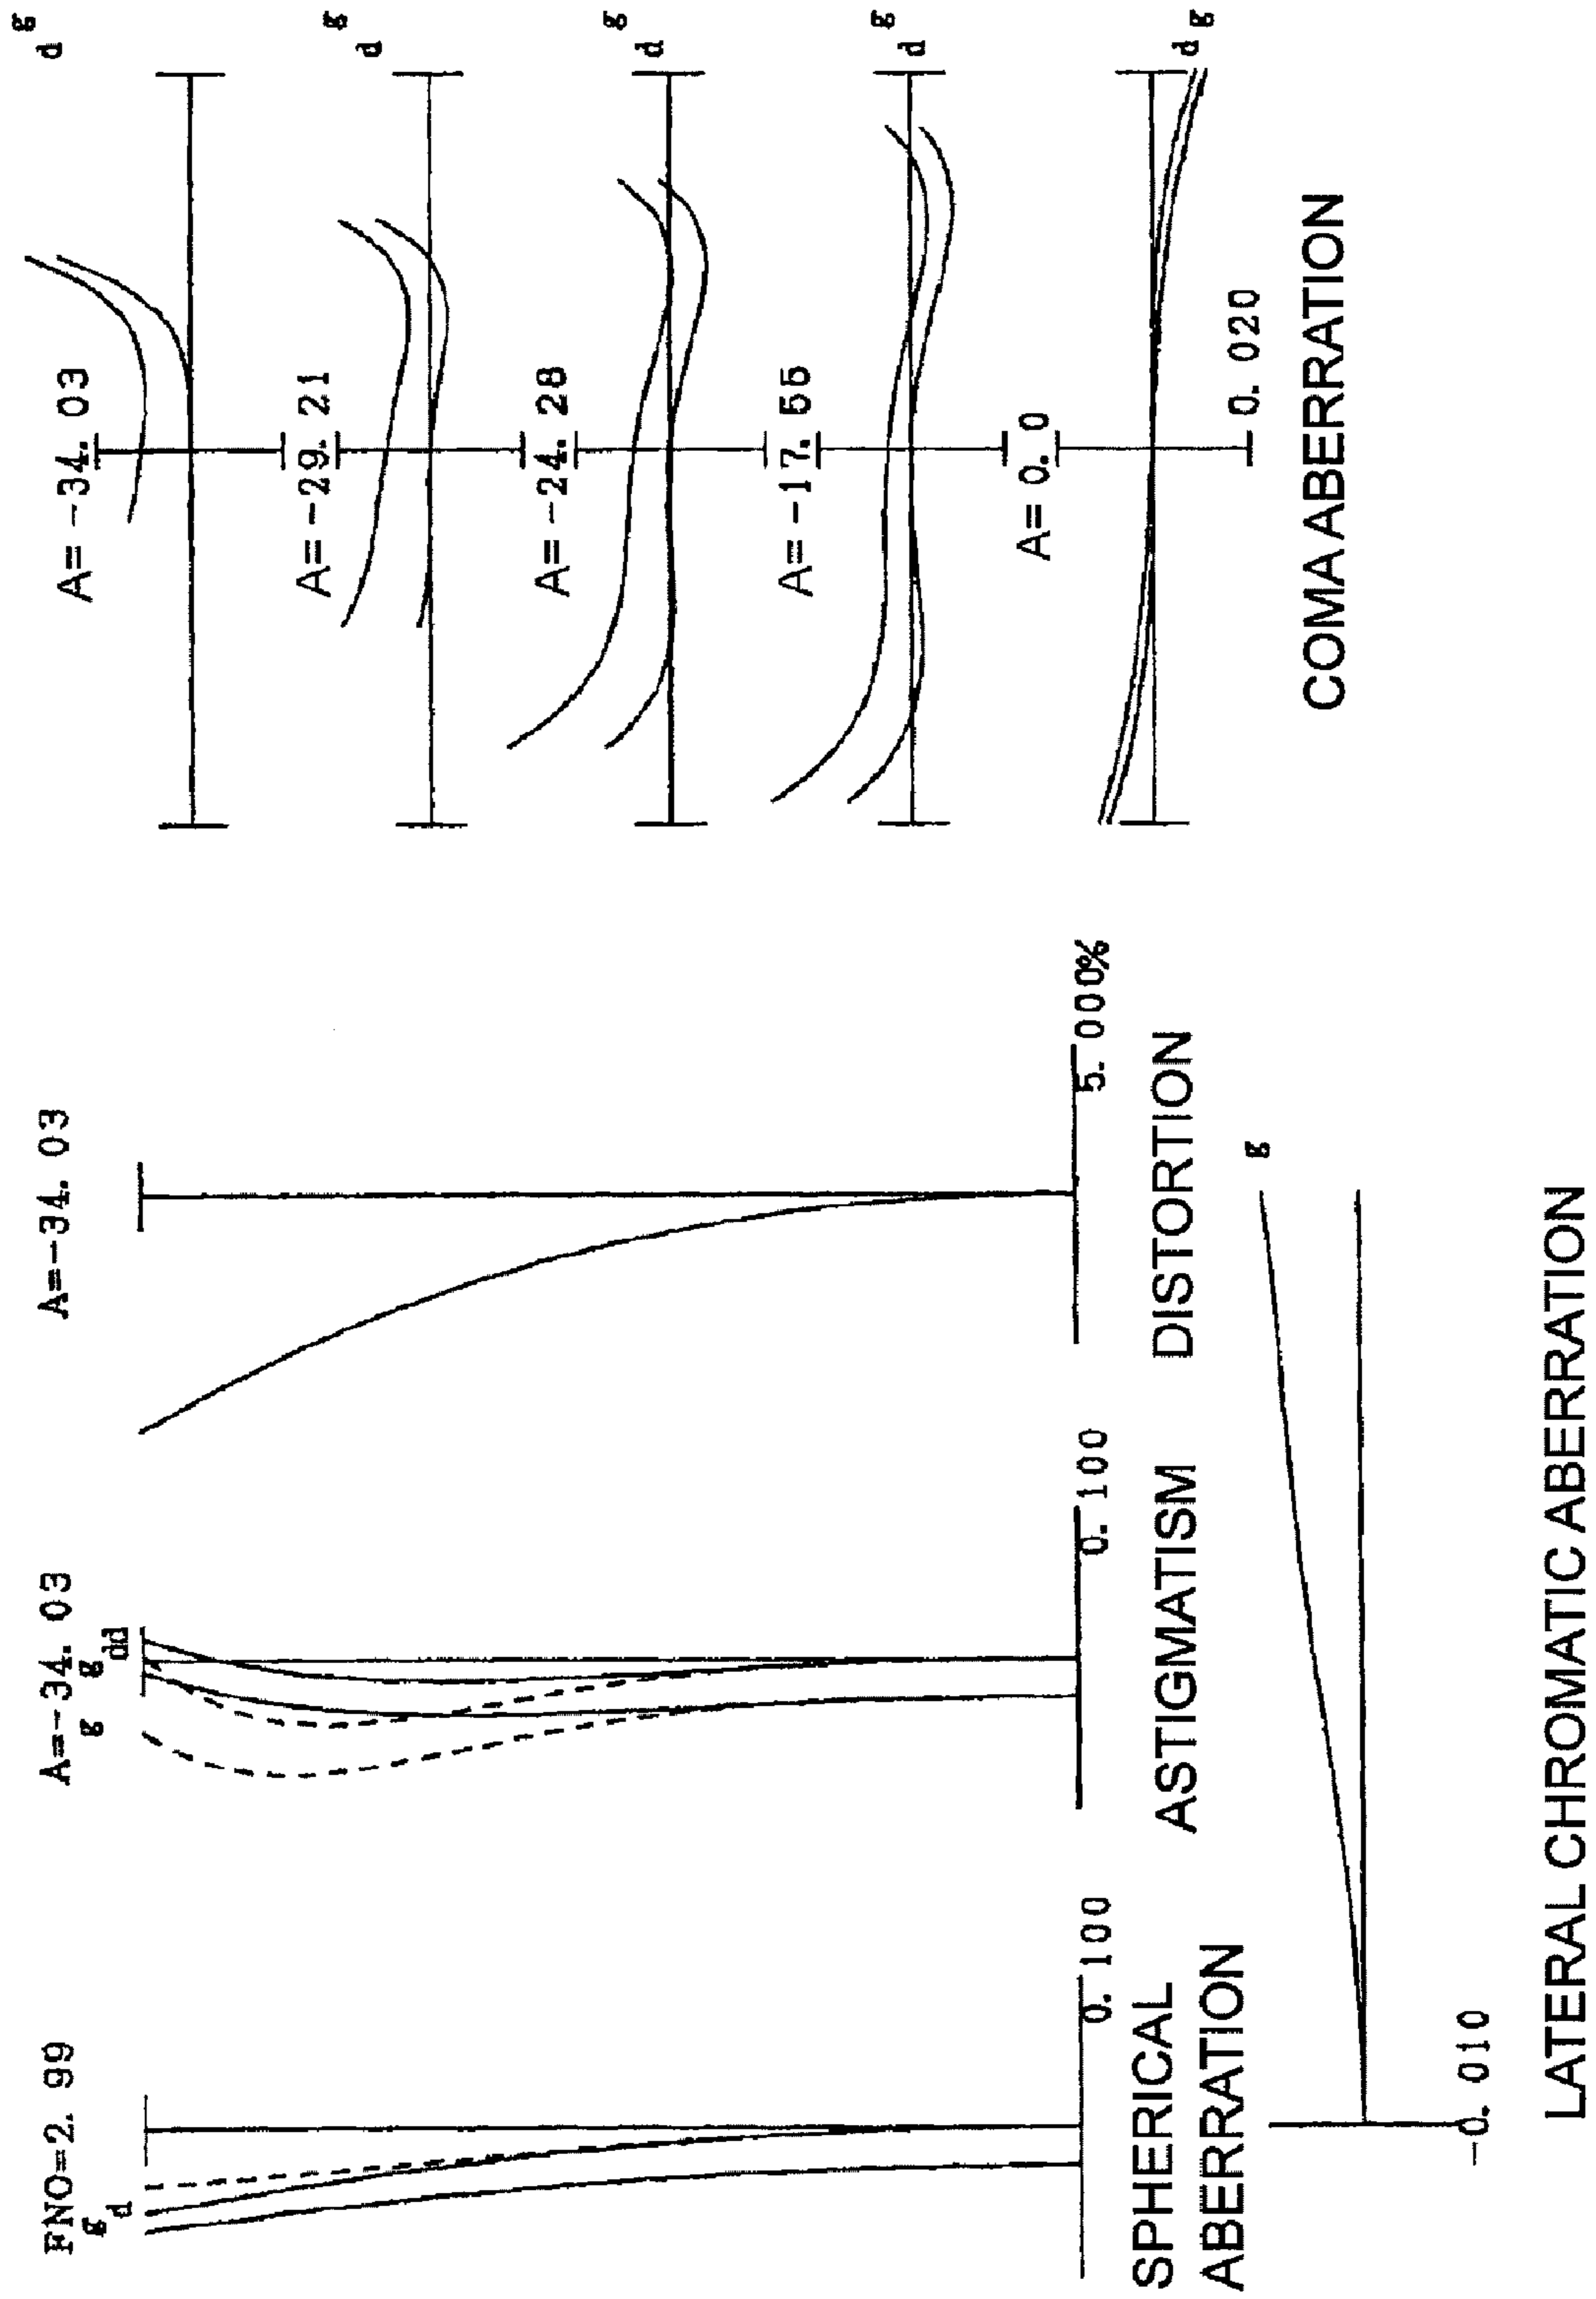 FNO=2. 99
g
d
0. 100
SPHERICAL
ABERRATION
A=-34. 03
g
g
dd
0. 100
ASTIGMATISM
A=-34. 03
5. 000%
DISTORTION
g
-0. 010
LATERAL CHROMATIC ABERRATION
A= -34. 03
d g
A= -29. 21
d g
A= -24. 28
d g
A= -17. 55
d g
A= 0. 0
d g
0. 020
COMA ABERRATION